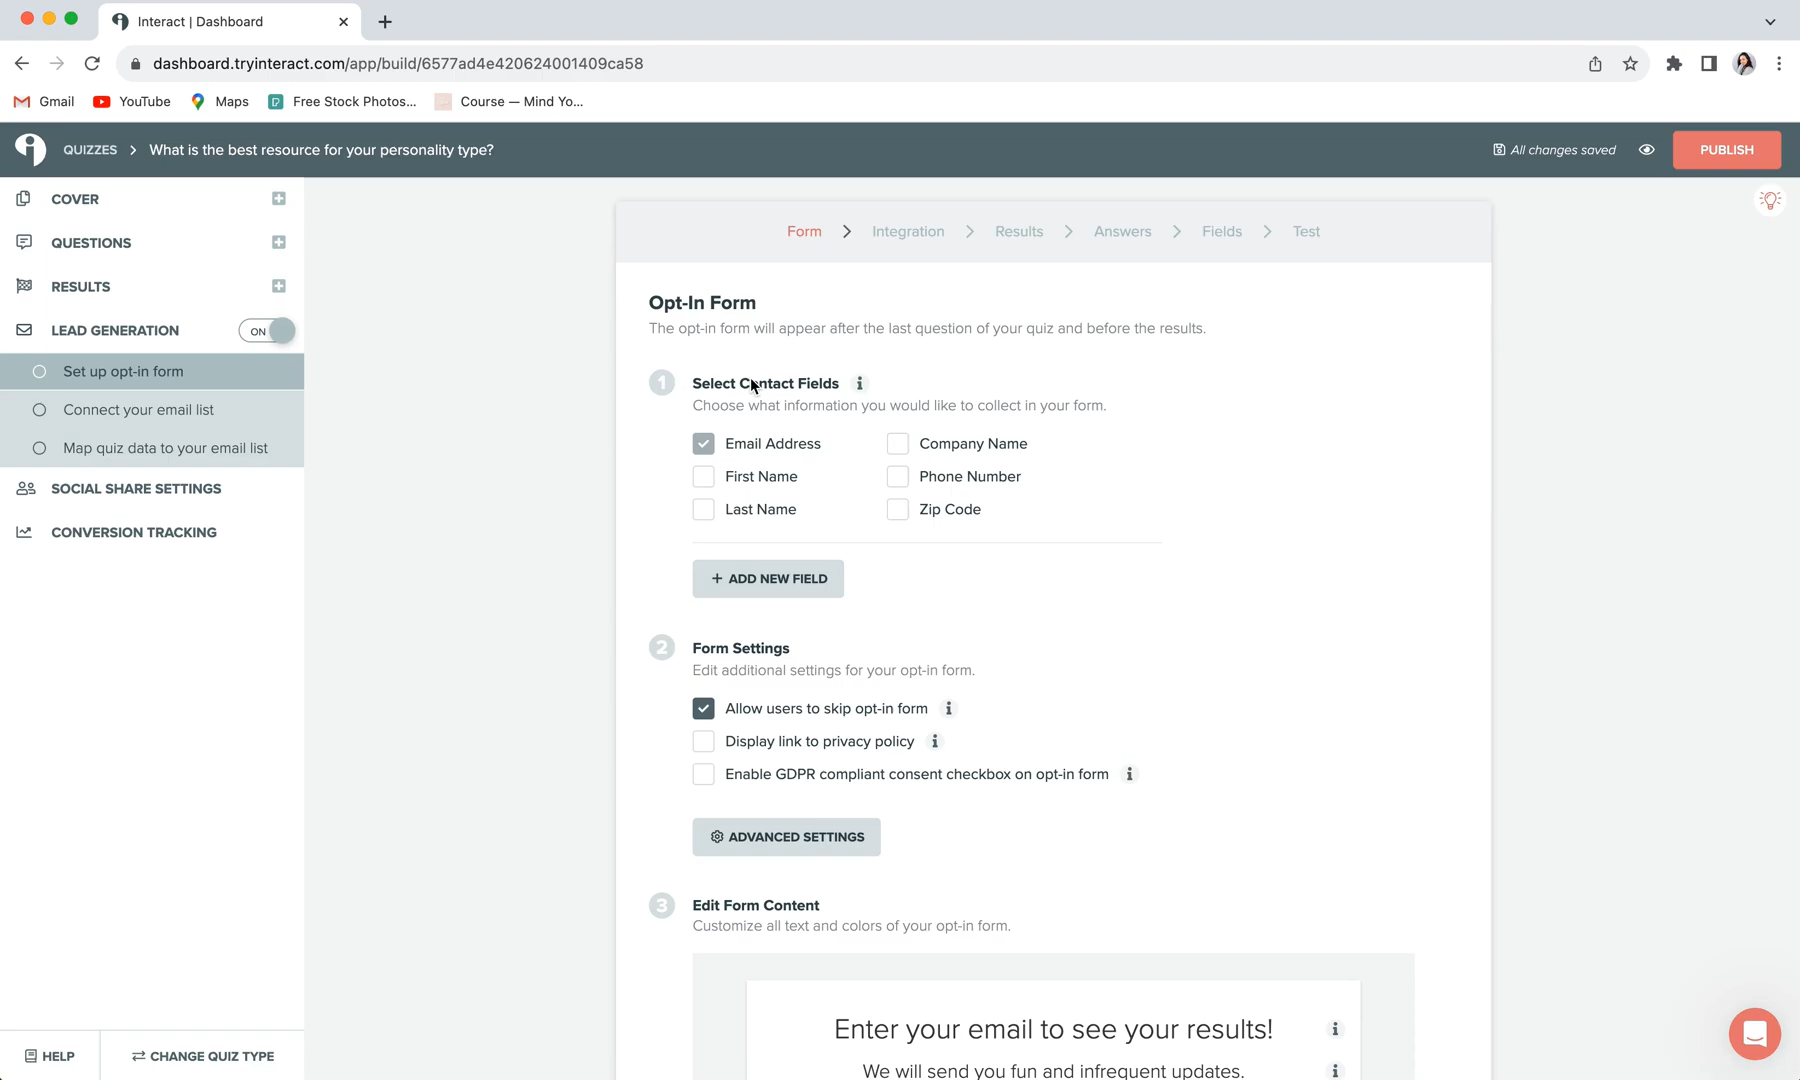 Interact | Dashboard
dashboard.tryinteract.com/app/build/6577ad4e420624001409ca58
Gmail
YouTube
Maps
Free Stock Photos...
Course — Mind Yo...
QUIZZES > What is the best resource for your personality type?
All changes saved
PUBLISH
COVER
QUESTIONS
RESULTS
LEAD GENERATION
ON
Set up opt-in form
Connect your email list
Map quiz data to your email list
SOCIAL SHARE SETTINGS
CONVERSION TRACKING
HELP
CHANGE QUIZ TYPE
Form > Integration > Results > Answers > Fields > Test
Opt-In Form
The opt-in form will appear after the last question of your quiz and before the results.
1 Select Contact Fields
Choose what information you would like to collect in your form.
Email Address
Company Name
First Name
Phone Number
Last Name
Zip Code
+ ADD NEW FIELD
2 Form Settings
Edit additional settings for your opt-in form.
Allow users to skip opt-in form
Display link to privacy policy
Enable GDPR compliant consent checkbox on opt-in form
ADVANCED SETTINGS
3 Edit Form Content
Customize all text and colors of your opt-in form.
Enter your email to see your results!
We will send you fun and infrequent updates.